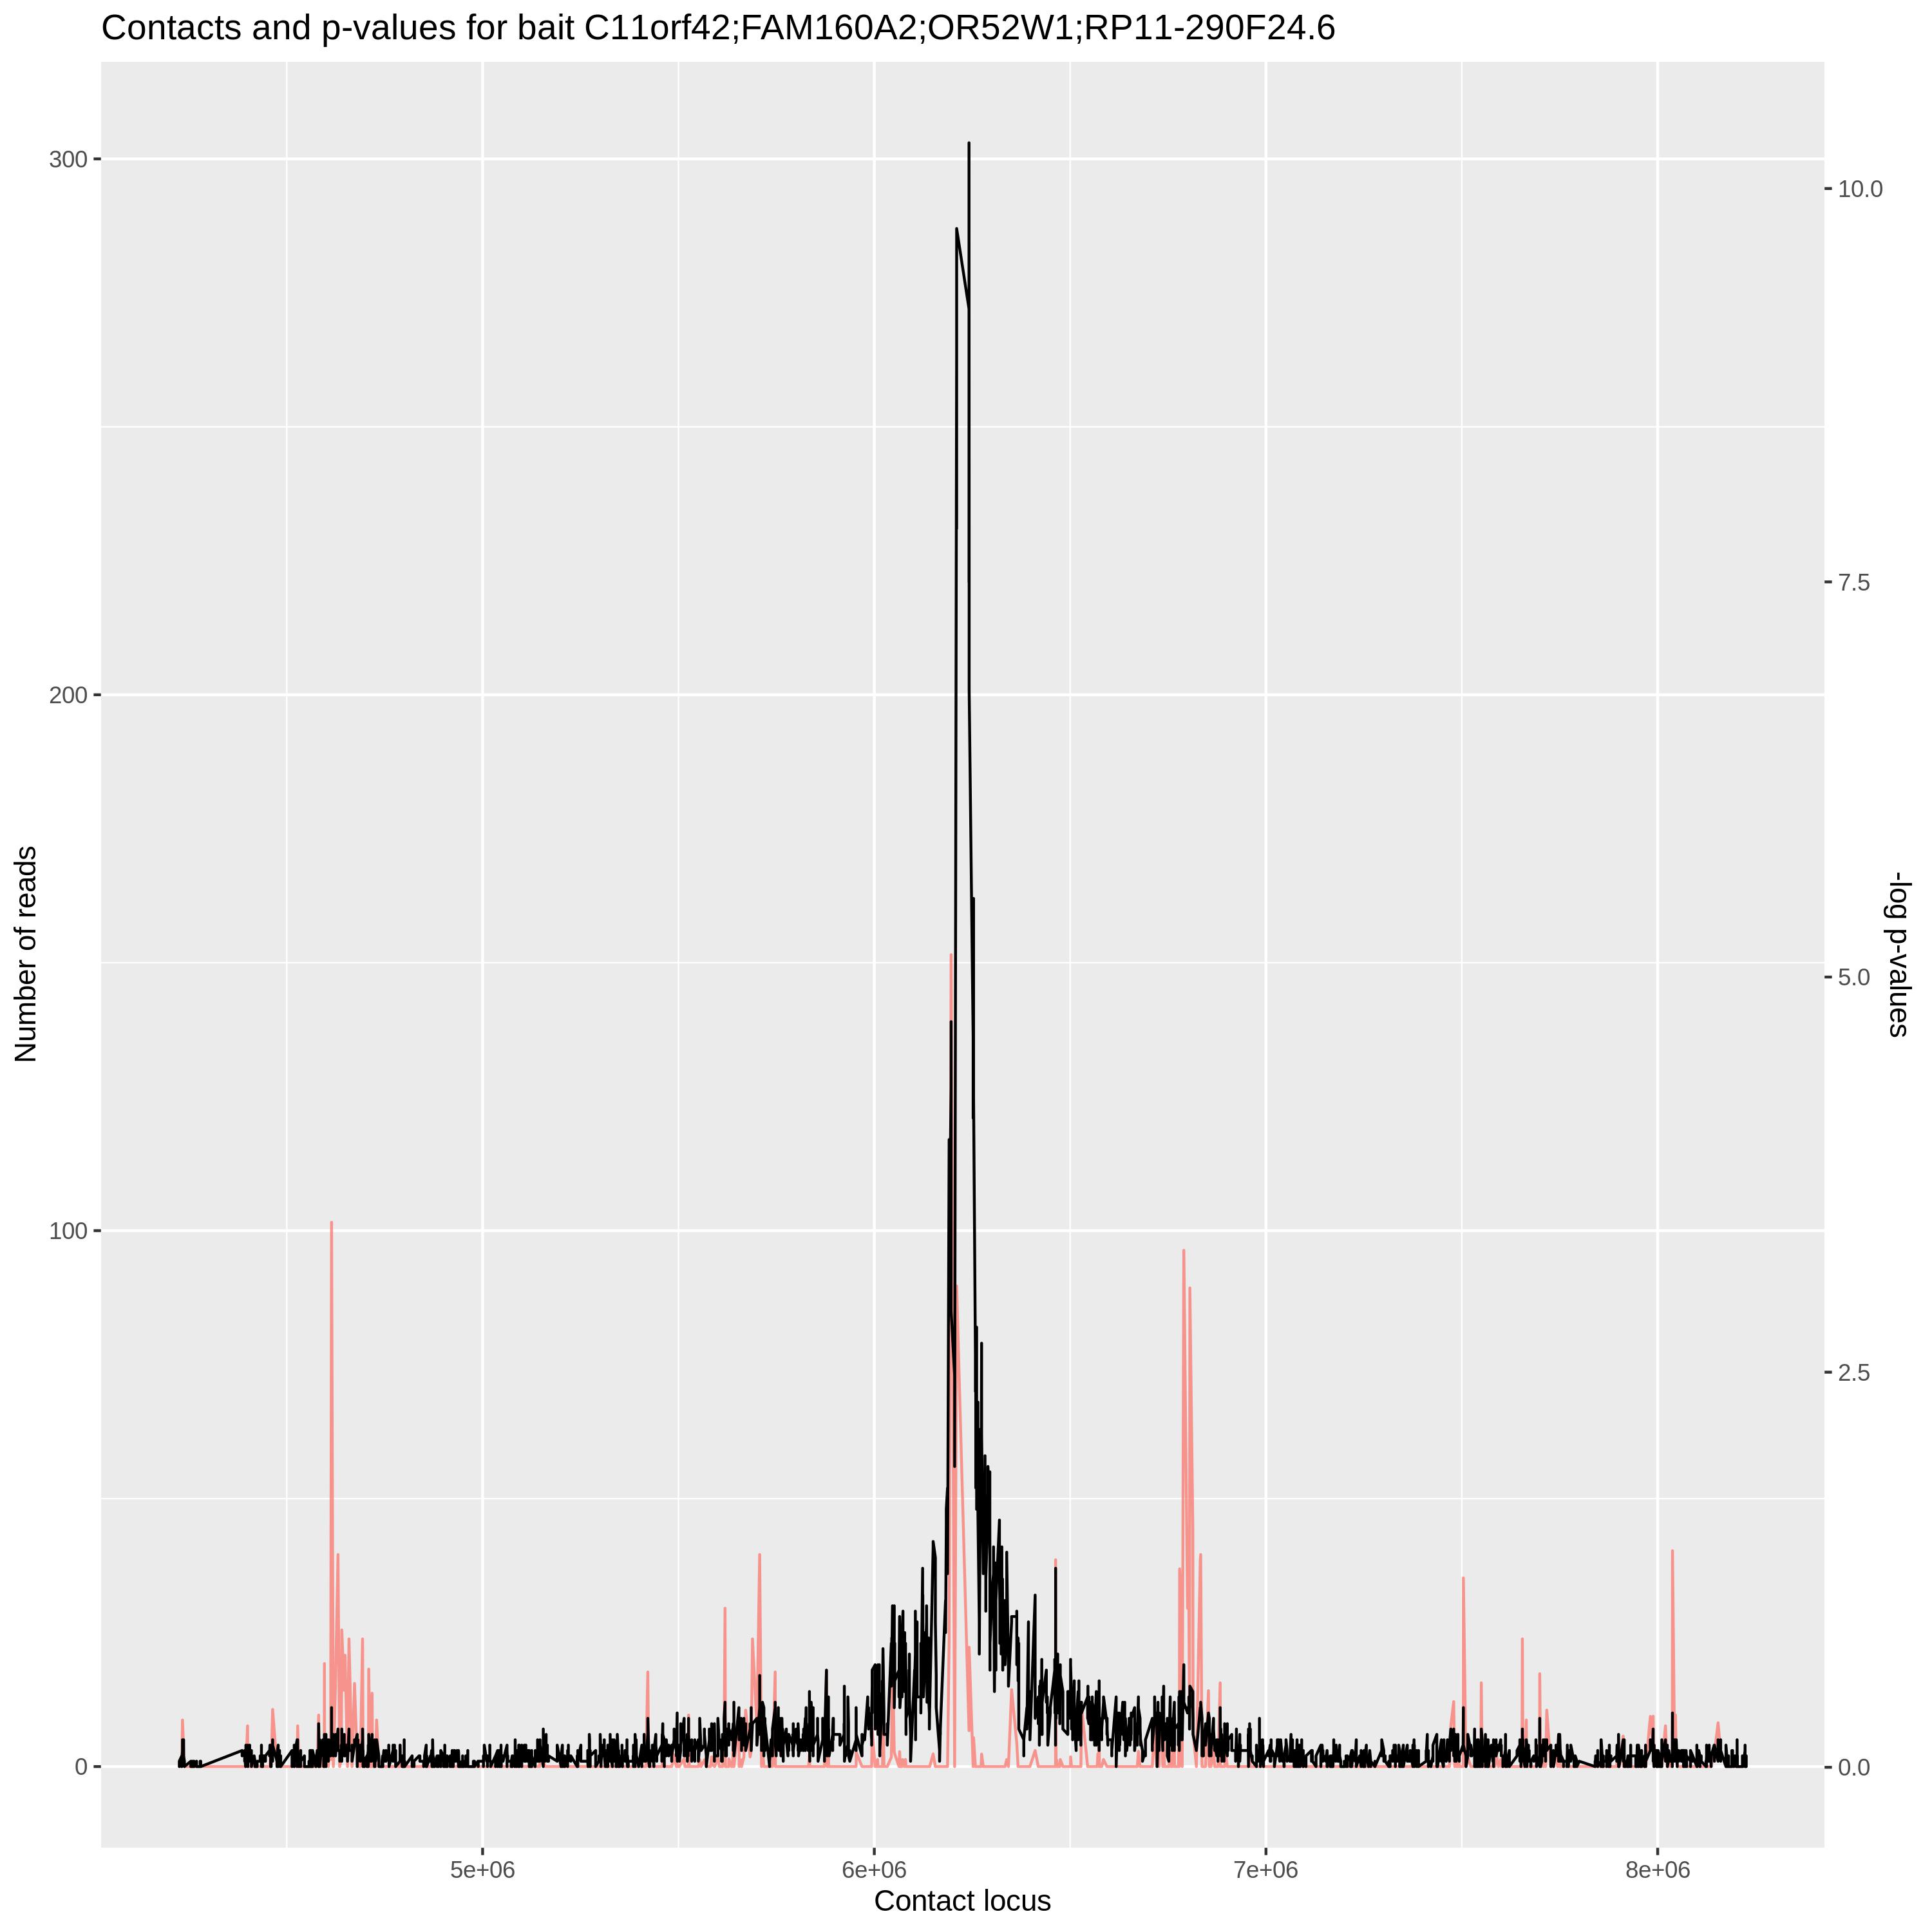 Contacts and p-values for bait C11orf42;FAM160A2;OR52W1;RP11-290F24.6
300
200
100
0
Number of reads
10.0
7.5
5.0
2.5
0.0
-log p-values
5e+06
6e+06
7e+06
8e+06
Contact locus